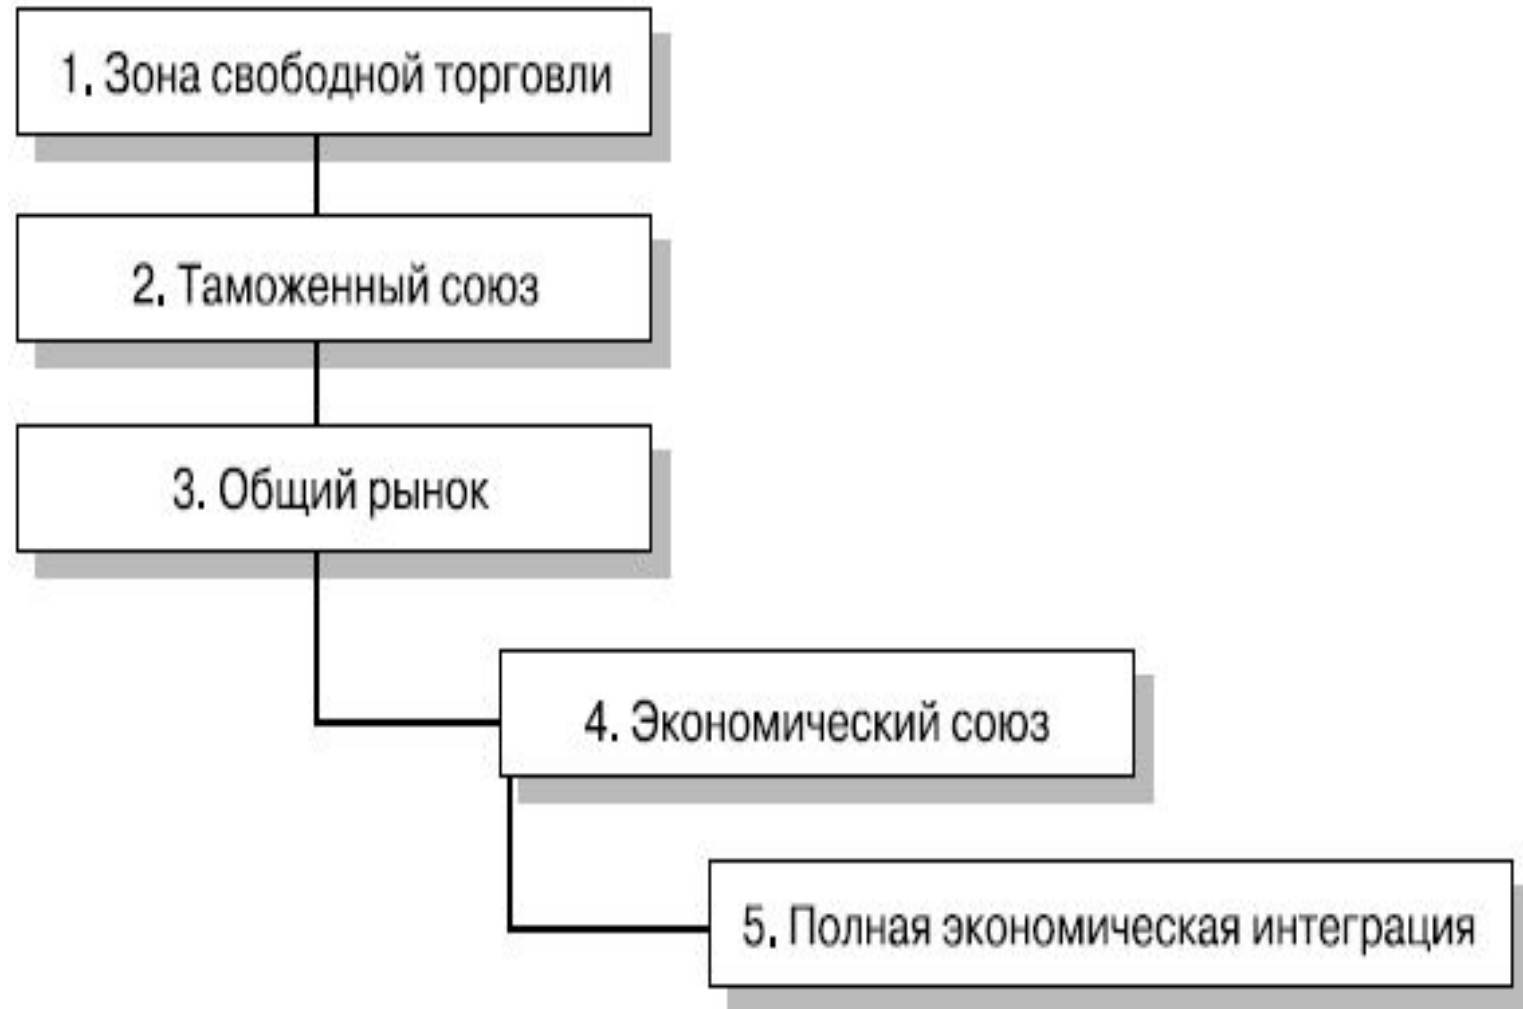 1. Зона свободной торговли
2. Таможенный союз
3. Общий рынок
4. Экономический союз
5. Полная экономическая интеграция